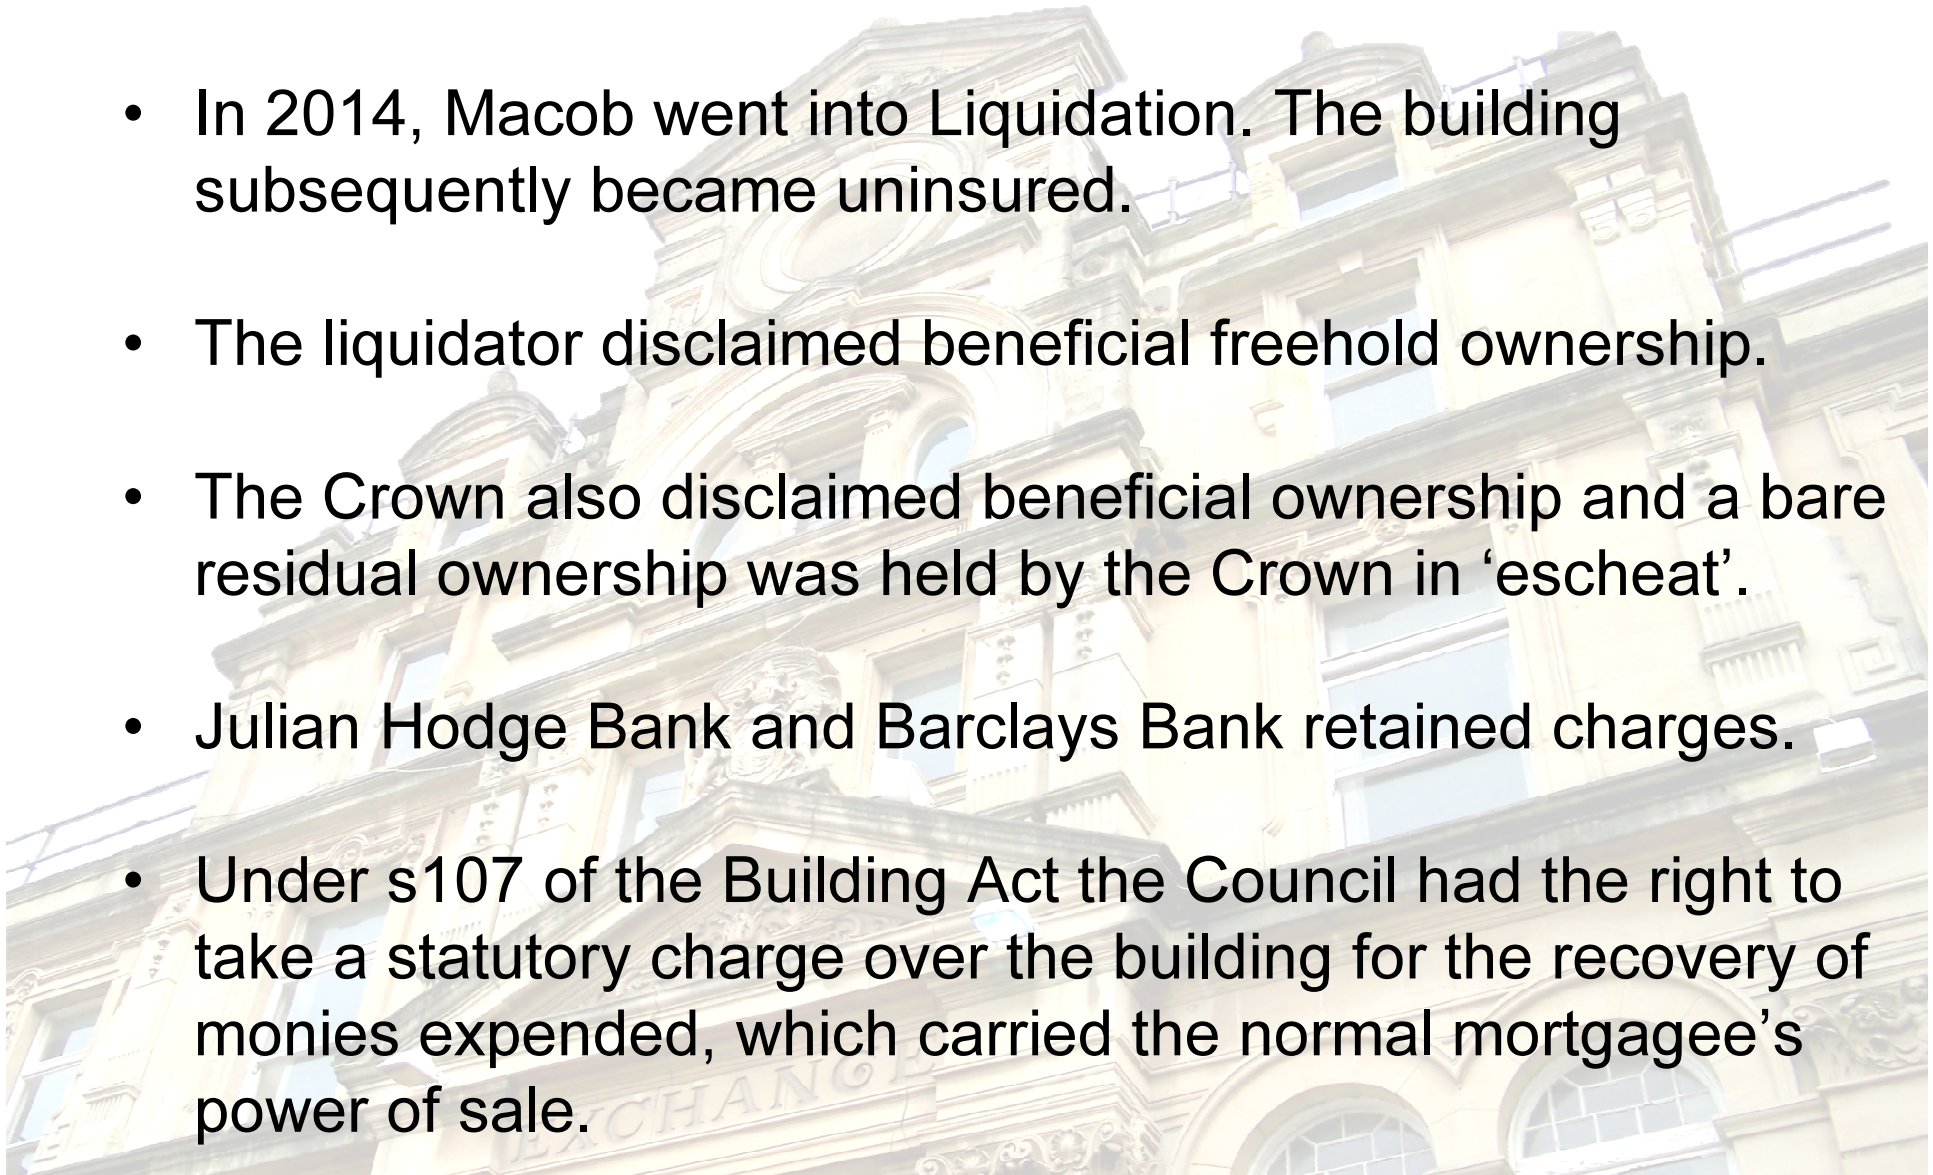 • In 2014, Macob went into Liquidation. The building
subsequently became uninsured.
• The liquidator disclaimed beneficial freehold ownership.
• The Crown also disclaimed beneficial ownership and a bare
residual ownership was held by the Crown in ‘escheat’.
• Julian Hodge Bank and Barclays Bank retained charges.
• Under s107 of the Building Act the Council had the right to
take a statutory charge over the building for the recovery of
monies expended, which carried the normal mortgagee’s
power of sale.
EXCHANGE